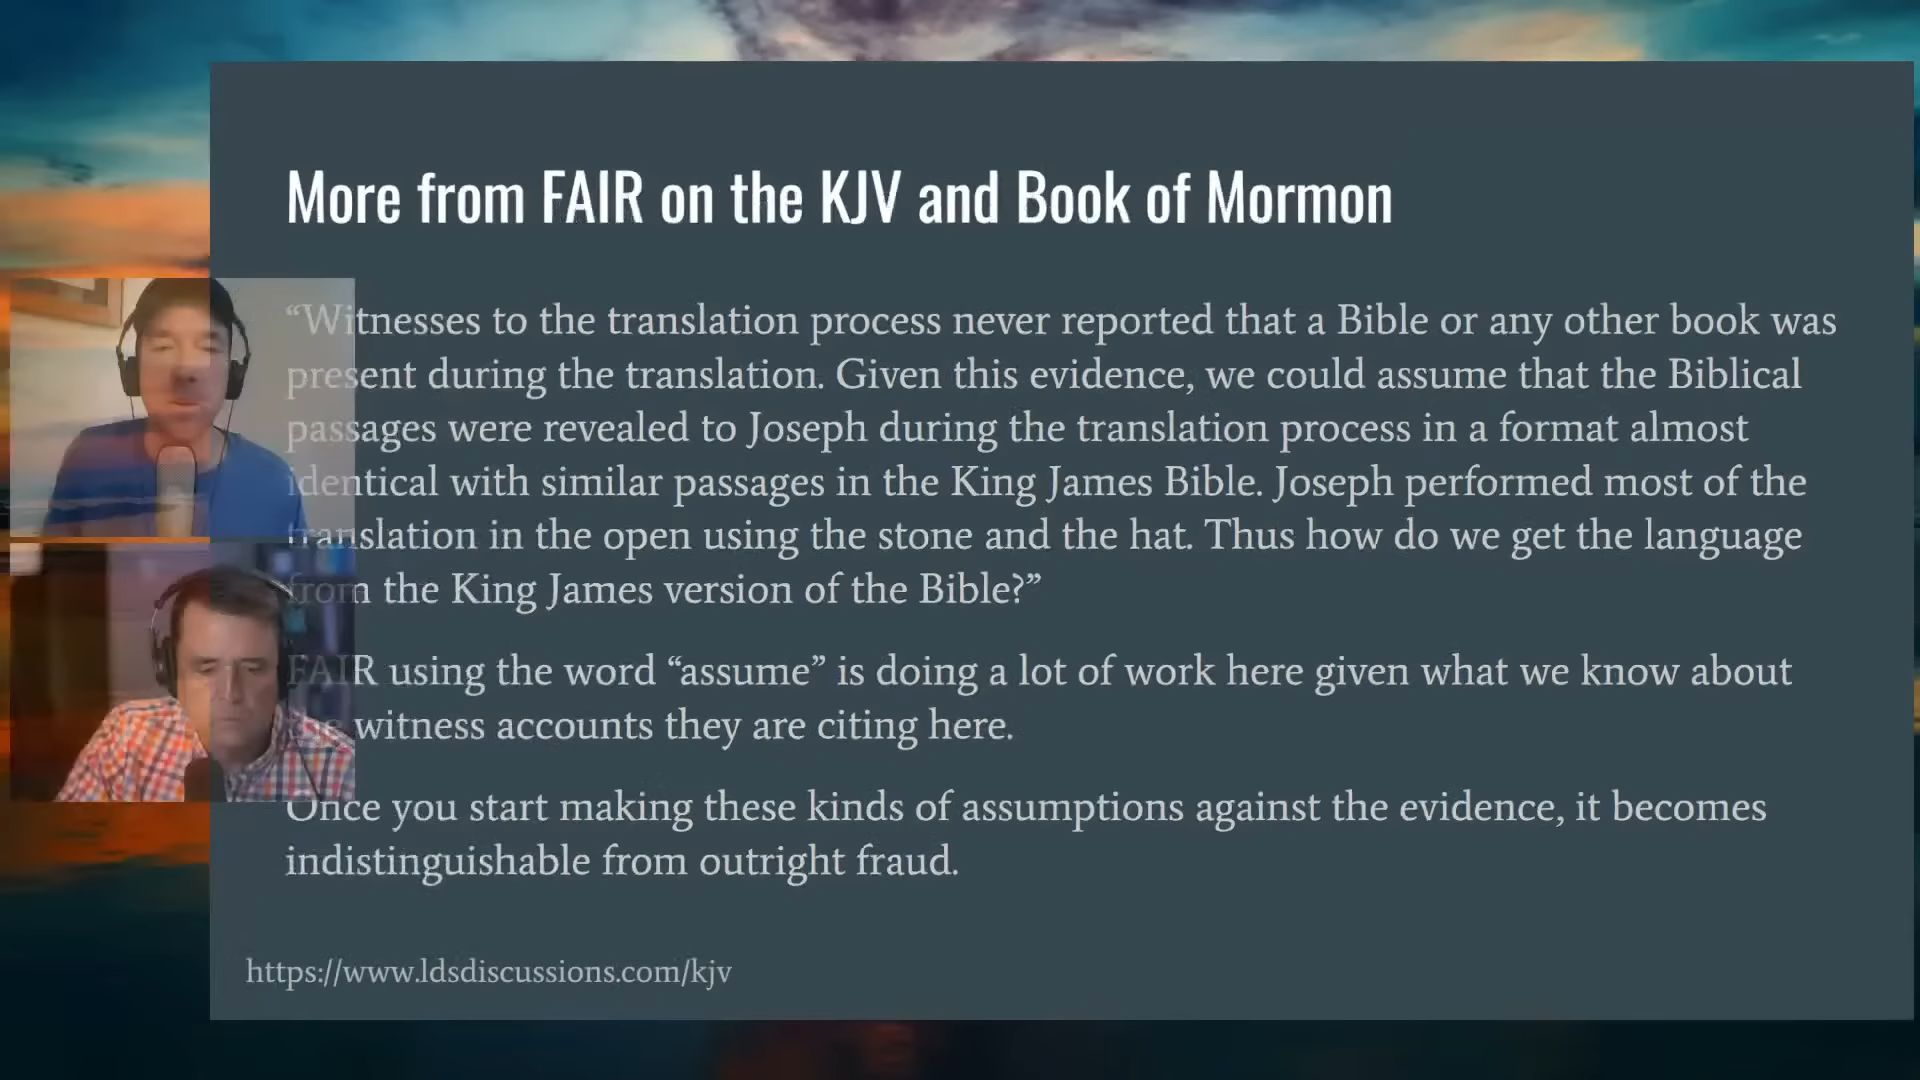 More from FAIR on the KJV and Book of Mormon
“Witnesses to the translation process never reported that a Bible or any other book was
present during the translation. Given this evidence, we could assume that the Biblical
passages were revealed to Joseph during the translation process in a format almost
identical with similar passages in the King James Bible. Joseph performed most of the
translation in the open using the stone and the hat. Thus how do we get the language
from the King James version of the Bible?”
FAIR using the word “assume” is doing a lot of work here given what we know about
the witness accounts they are citing here.
Once you start making these kinds of assumptions against the evidence, it becomes
indistinguishable from outright fraud.
https://www.ldsdiscussions.com/kjv